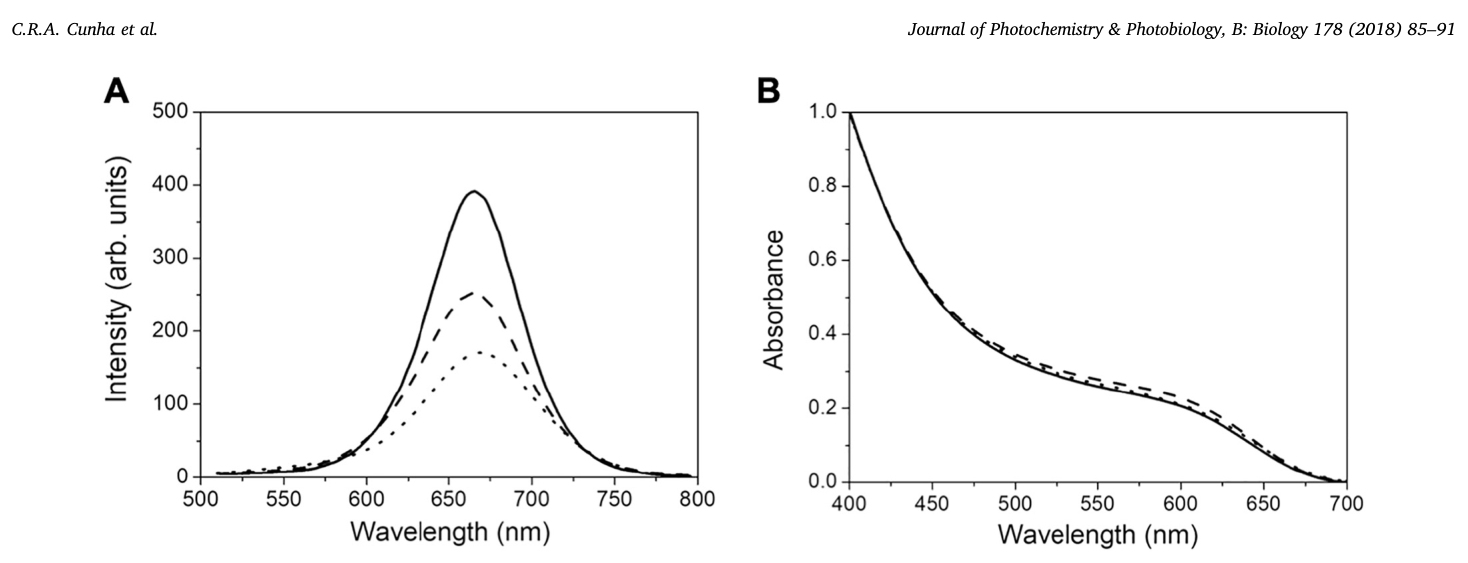 C.R.A. Cunha et al.
Journal of Photochemistry & Photobiology, B: Biology 178 (2018) 85–91
A
500
400
300
200
100
0
Intensity (arb. units)
500 550 600 650 700 750 800
Wavelength (nm)
B
1.0
0.8
0.6
0.4
0.2
0.0
Absorbance
400 450 500 550 600 650 700
Wavelength (nm)